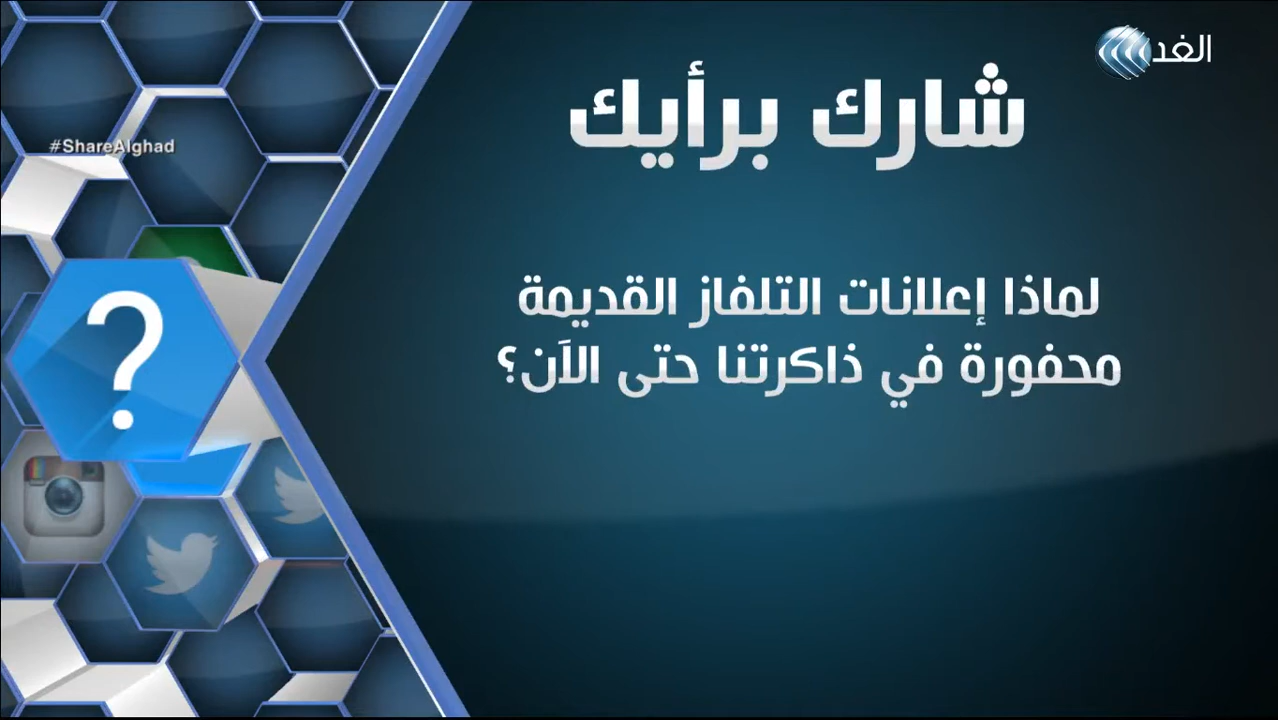 الغد
شارك برأيك
#ShareAlghad
لماذا إعلانات التلفاز القديمة
محفورة في ذاكرتنا حتى الآن؟
?